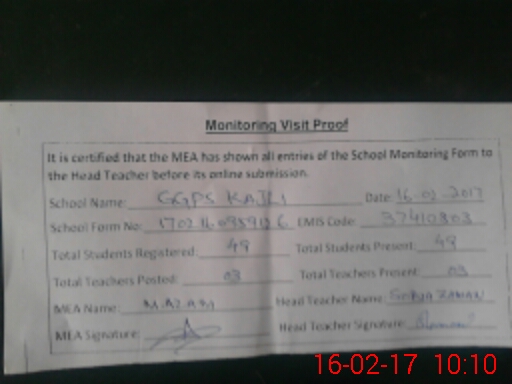 Monitoring Visit Proof
It is certified that the MEA has shown all entries of the School Monitoring Form to
the Head Teacher before its online submission.
School Name: GGPS KAJLI Date: 16-02-2017
School Form No: EMIS Code: 37410803
Total Students Registered: 49 Total Students Present: 49
Total Teachers Posted: 03 Total Teachers Present: 03
MEA Name: Head Teacher Name: ZAMAN
MEA Signature: Head Teacher Signature:
16-02-17 10:10